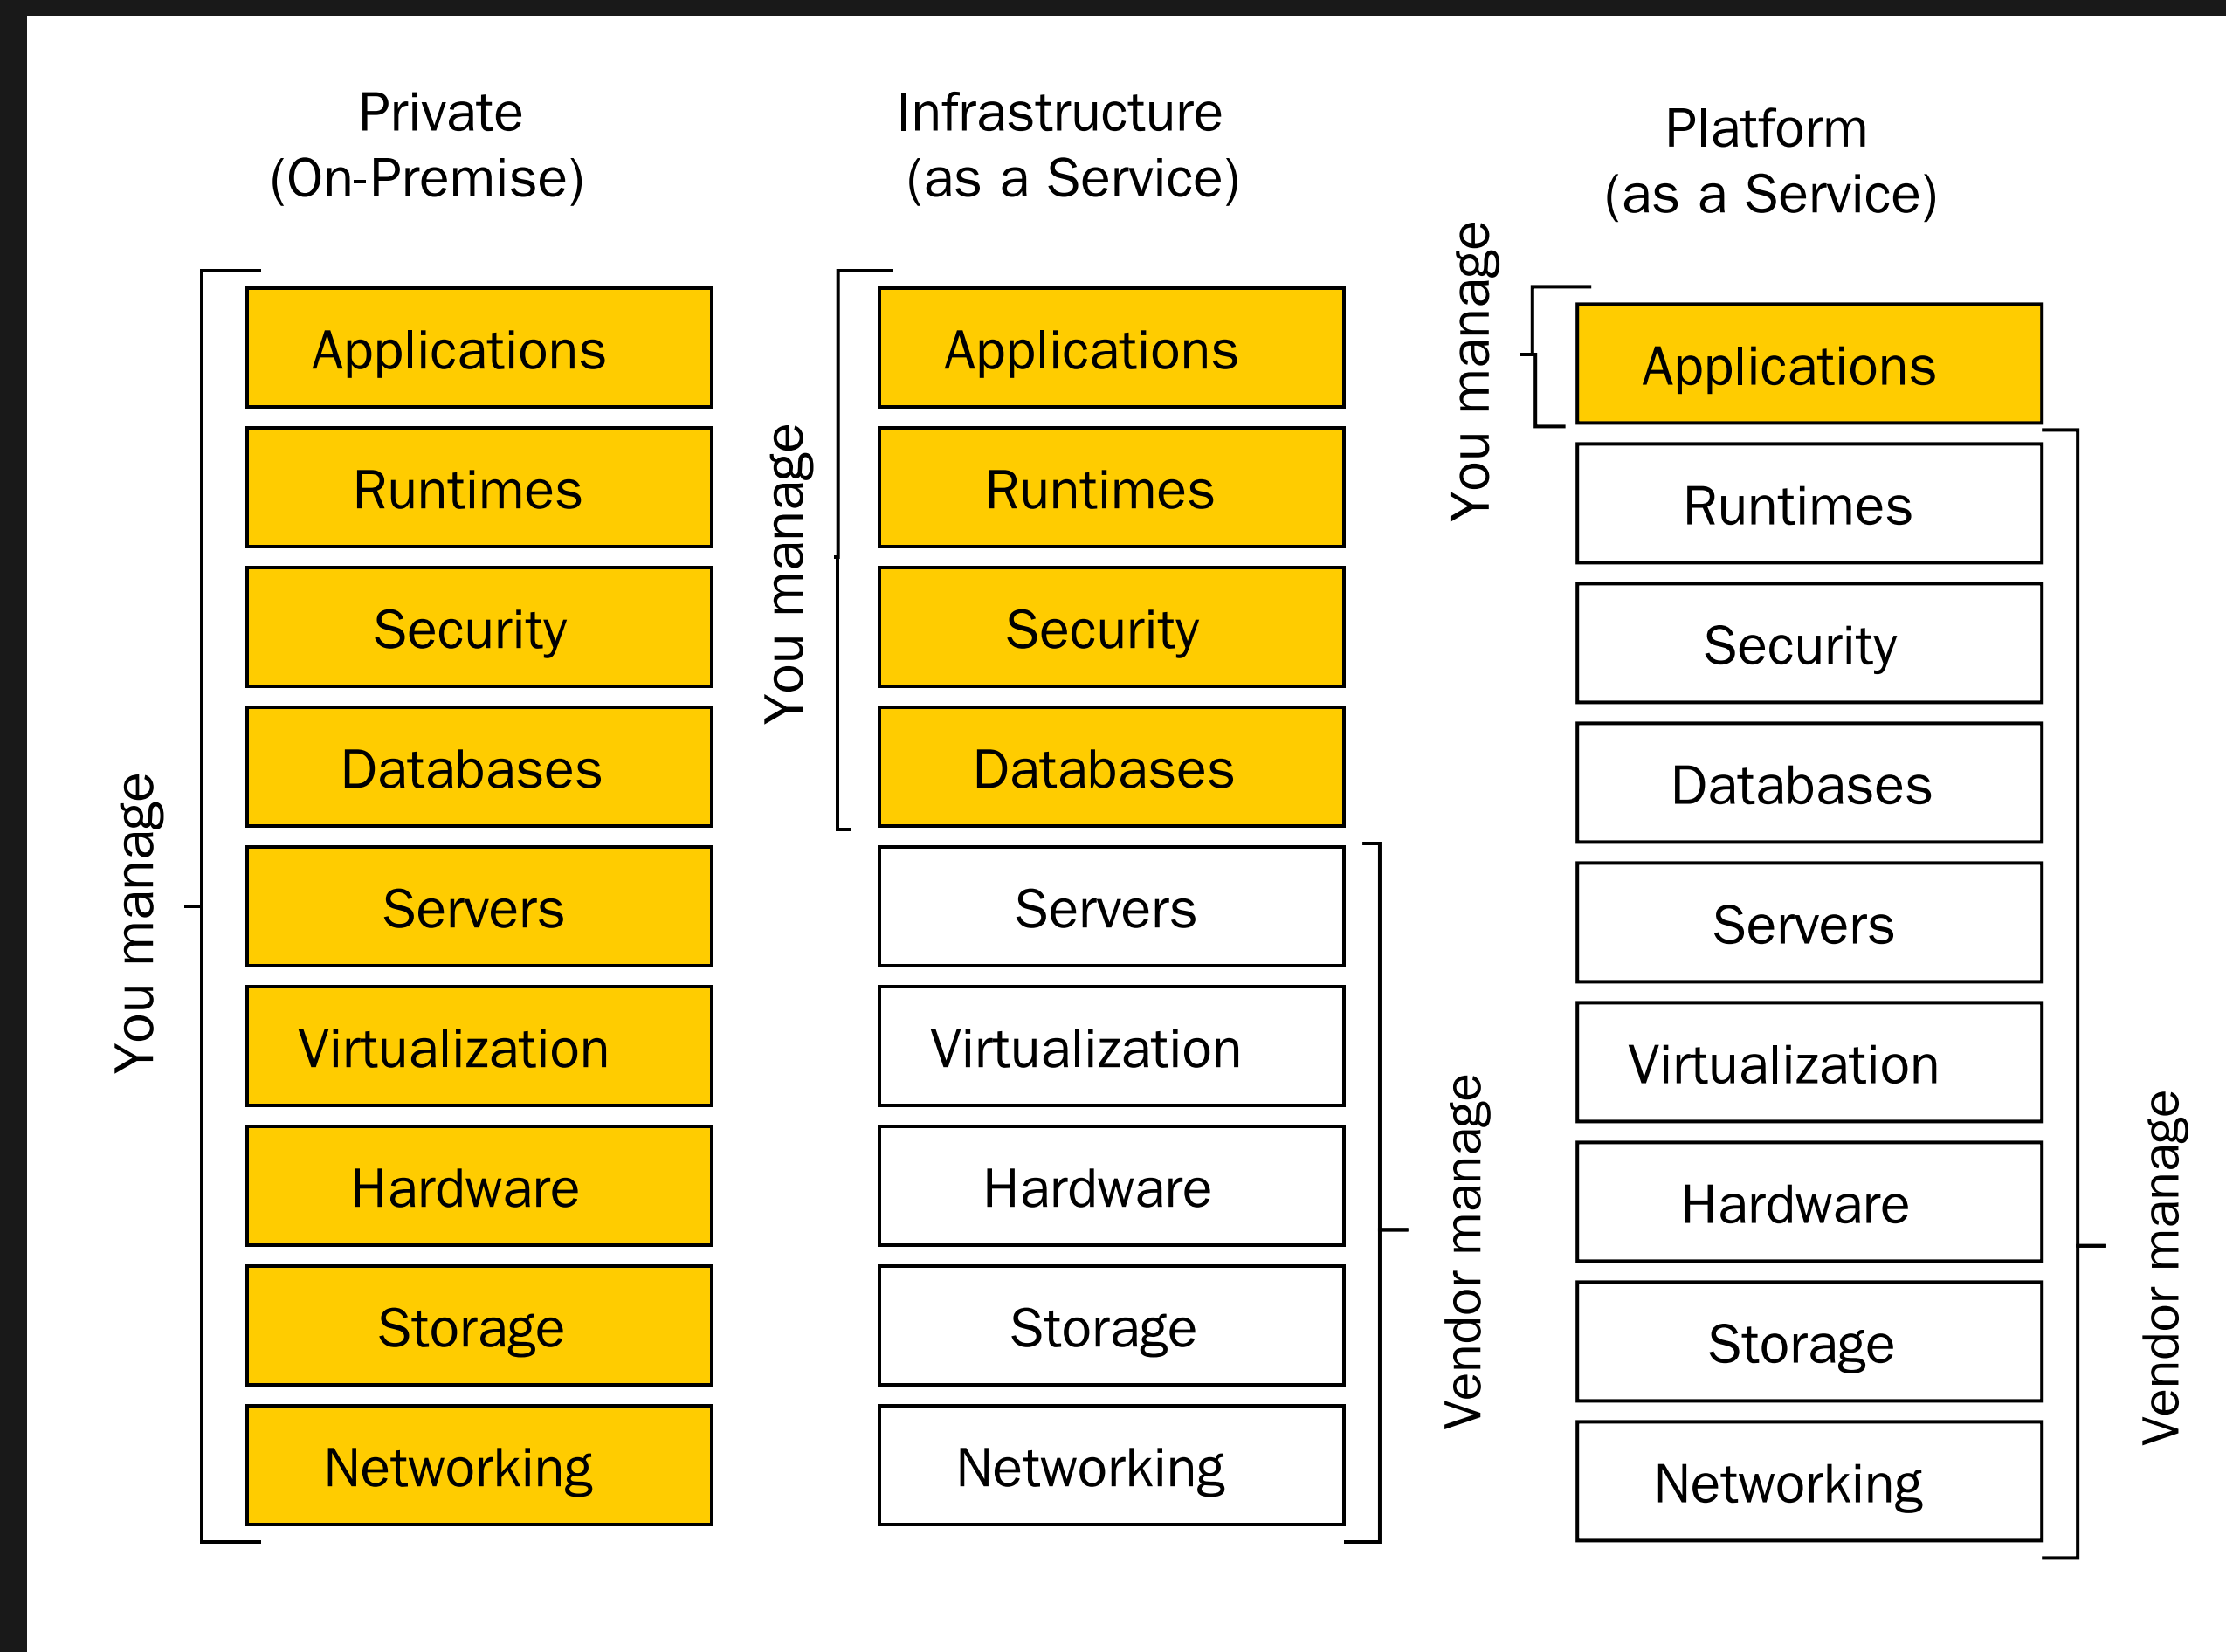 Private
(On-Premise)
You manage
Applications
Runtimes
Security
Databases
Servers
Virtualization
Hardware
Storage
Networking
Infrastructure
(as a Service)
You manage
Applications
Runtimes
Security
Databases
Servers
Virtualization
Hardware
Storage
Networking
Vendor manage
Platform
(as a Service)
You manage
Applications
Runtimes
Security
Databases
Servers
Virtualization
Hardware
Storage
Networking
Vendor manage